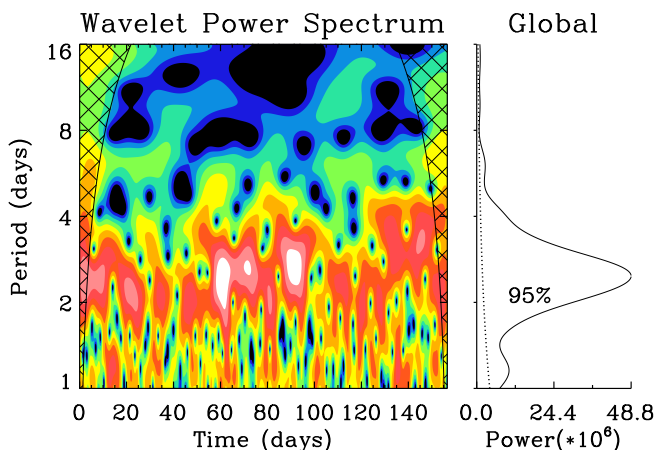 Wavelet Power Spectrum
Global
16
8
4
2
1
Period (days)
0 20 40 60 80 100 120 140
Time (days)
95%
0.0 24.4 48.8
Power(*10⁶)